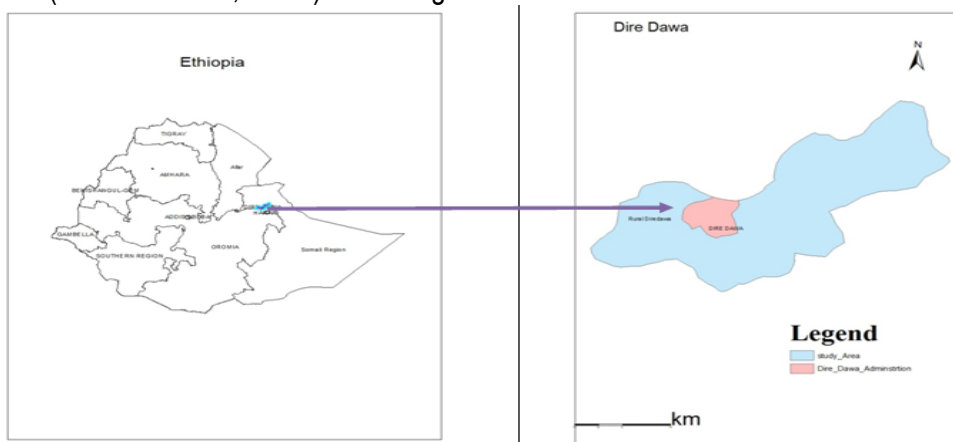 Ethiopia
TIGRAY
Afar
AMHARA
ADDIS
GAMBELLA
OROMIA
SOUTHERN REGION
Somali Region
Dire Dawa
N
Rural Diredawa
DIRE DAWA
Legend
study_Area
Dire_Dawa_Adminstrtion
km